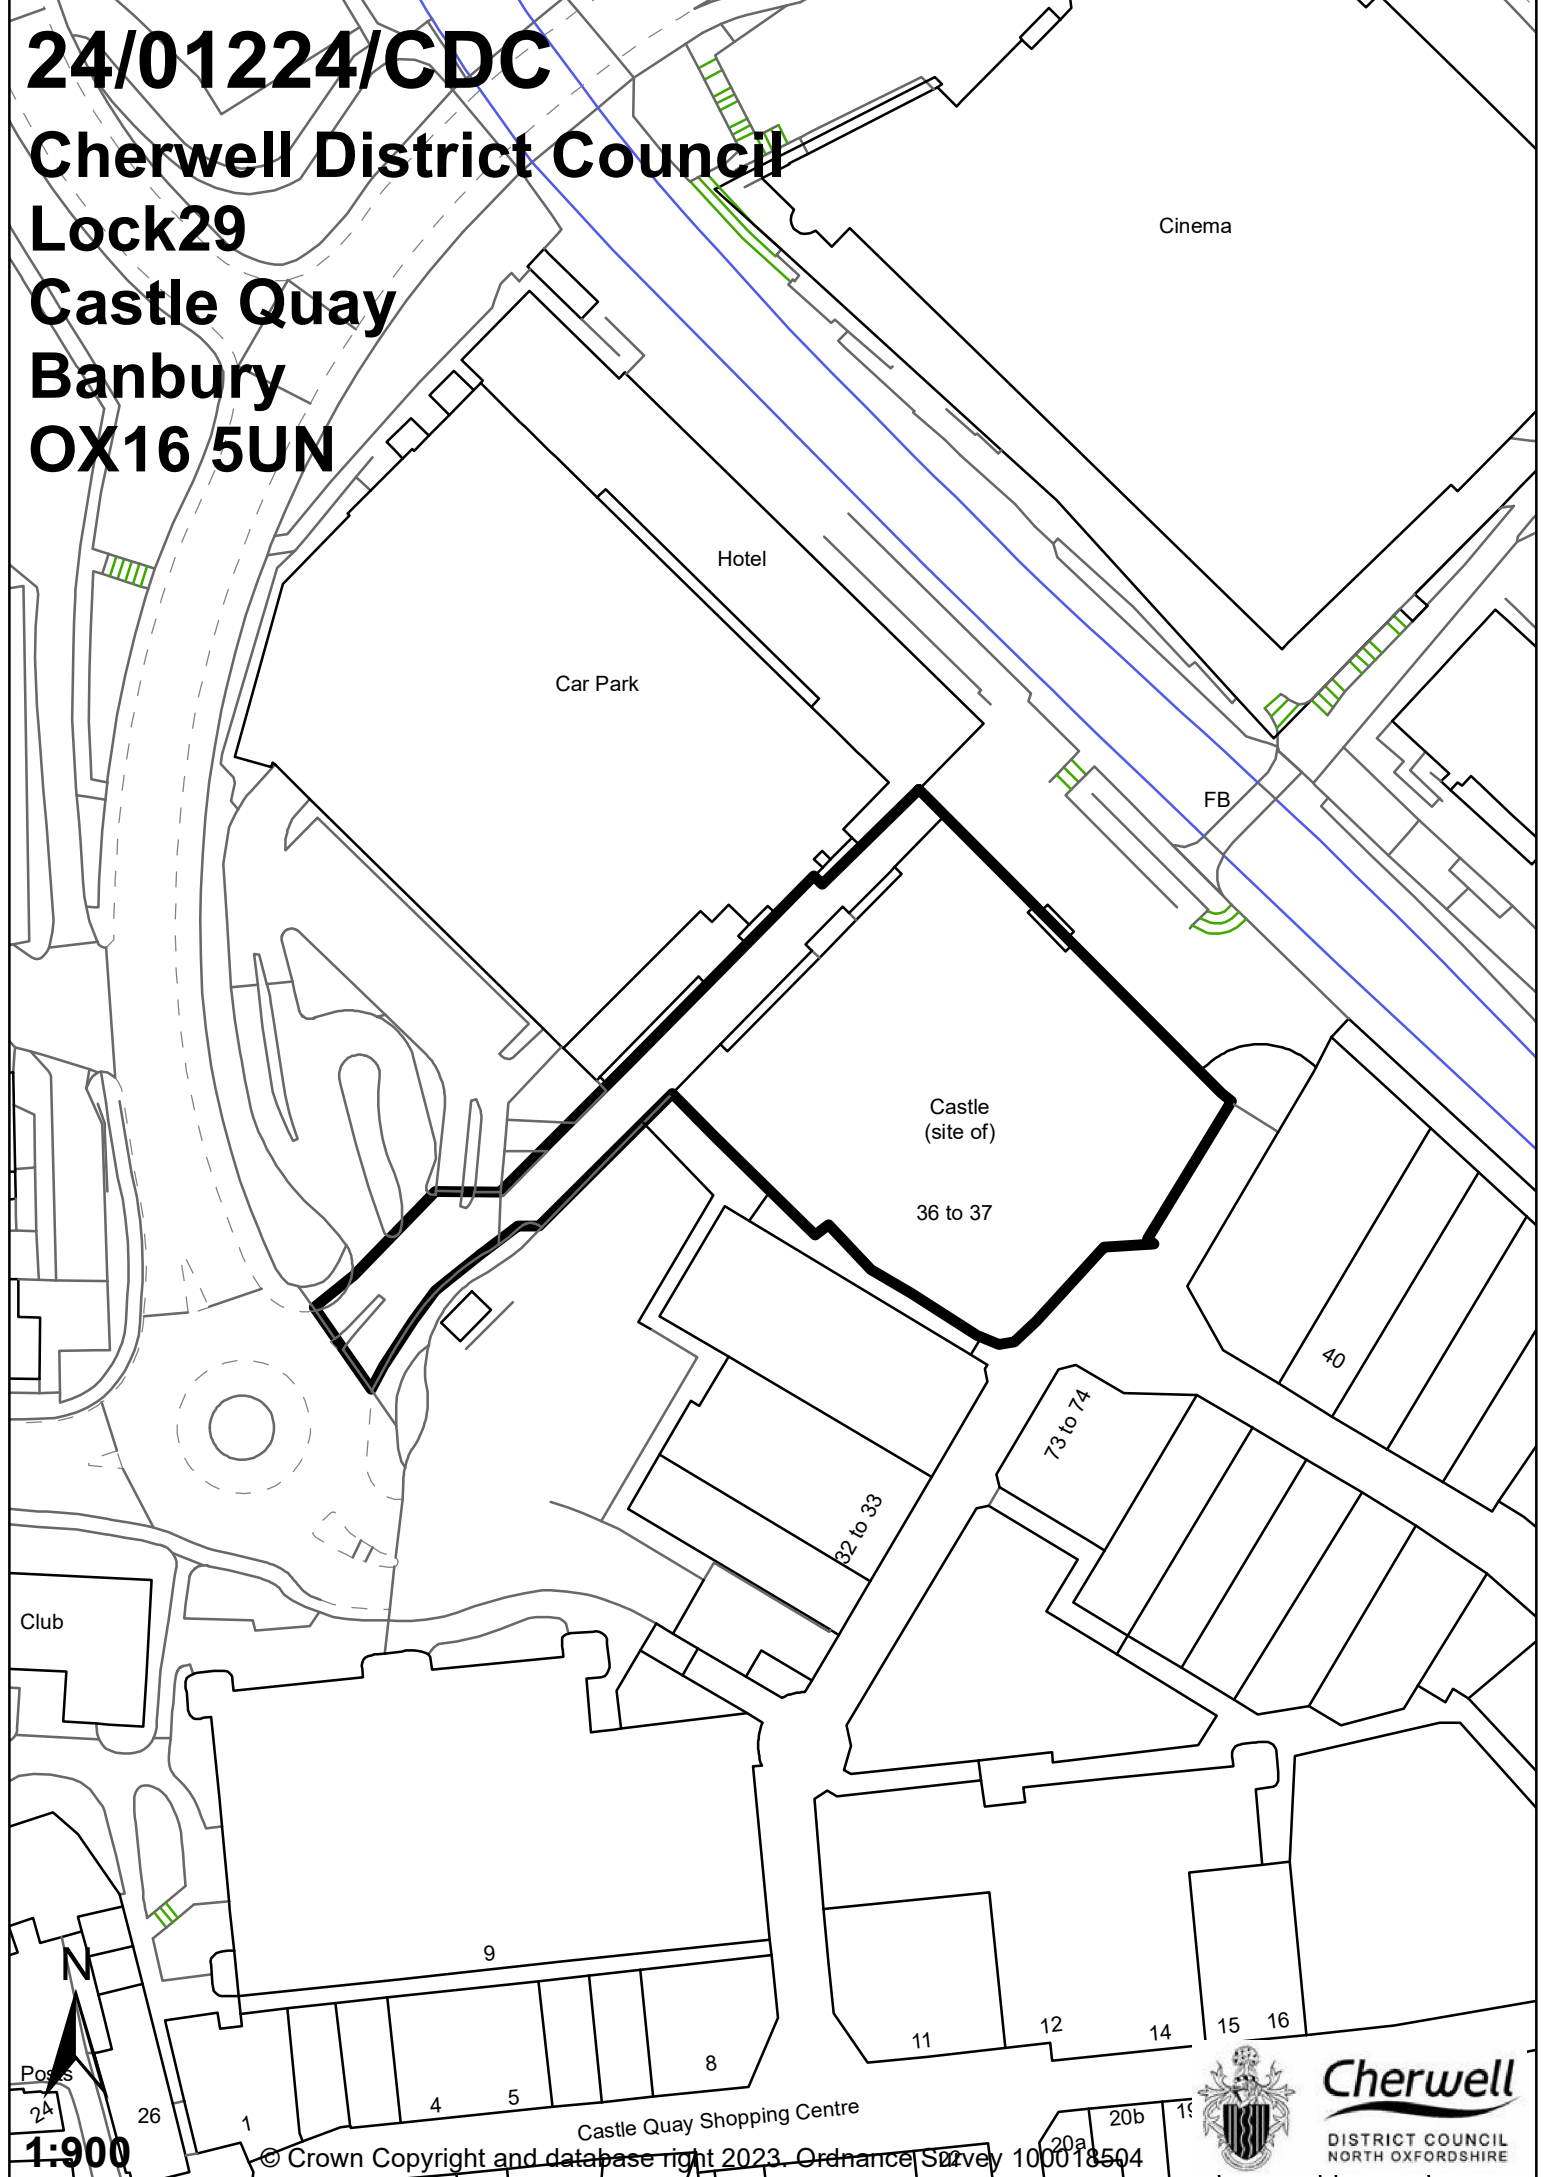 24/01224/CDC
Cherwell District Council
Lock29
Castle Quay
Banbury
OX16 5UN
Cinema
Hotel
Car Park
FB
Castle
(site of)
36 to 37
40
73 to 74
32 to 33
Club
9
N
Posts
24
26
1
4
5
8
11
12
14
15
16
Castle Quay Shopping Centre
20a
20b
19
22
1:900
© Crown Copyright and database right 2023. Ordnance Survey 100018504
Cherwell
DISTRICT COUNCIL
NORTH OXFORDSHIRE